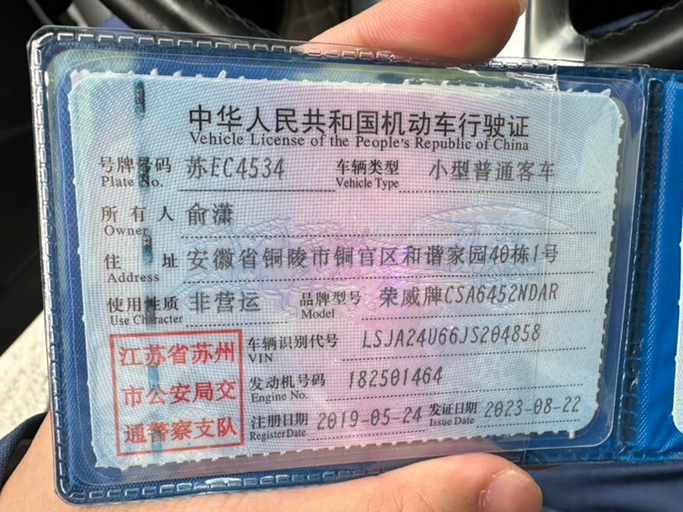 中华人民共和国机动车行驶证
Vehicle License of the People's Republic of China
号牌号码 苏EC4534 车辆类型 小型普通客车
Plate No. Vehicle Type
所有人 俞潇
Owner
住址 安徽省铜陵市铜官区和谐家园40栋1号
Address
使用性质 非营运 品牌型号 荣威牌CSA6452NDAR
Use Character Model
江苏省苏州 车辆识别代号 LSJA24U66JS204858
VIN
市公安局交 发动机号码 182501464
Engine No.
通警察支队 注册日期 2019-05-24 发证日期 2023-08-22
Register Date Issue Date